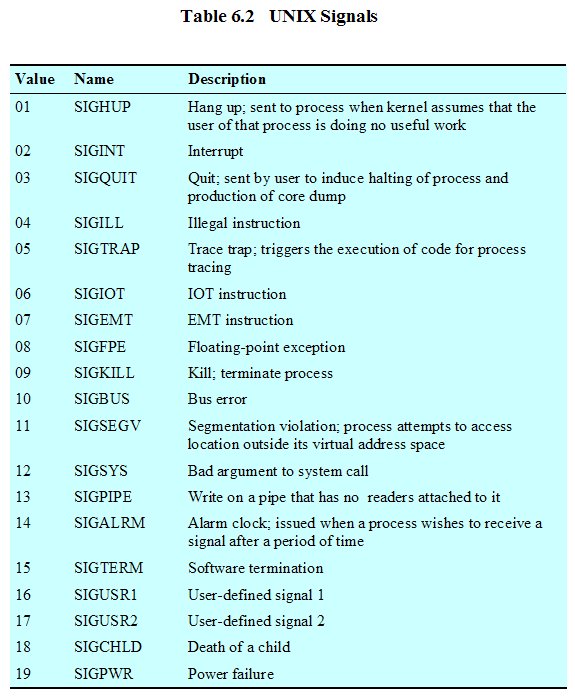 Table 6.2 UNIX Signals
Value Name Description
01 SIGHUP Hang up; sent to process when kernel assumes that the
user of that process is doing no useful work
02 SIGINT Interrupt
03 SIGQUIT Quit; sent by user to induce halting of process and
production of core dump
04 SIGILL Illegal instruction
05 SIGTRAP Trace trap; triggers the execution of code for process
tracing
06 SIGIOT IOT instruction
07 SIGEMT EMT instruction
08 SIGFPE Floating-point exception
09 SIGKILL Kill; terminate process
10 SIGBUS Bus error
11 SIGSEGV Segmentation violation; process attempts to access
location outside its virtual address space
12 SIGSYS Bad argument to system call
13 SIGPIPE Write on a pipe that has no readers attached to it
14 SIGALRM Alarm clock; issued when a process wishes to receive a
signal after a period of time
15 SIGTERM Software termination
16 SIGUSR1 User-defined signal 1
17 SIGUSR2 User-defined signal 2
18 SIGCHLD Death of a child
19 SIGPWR Power failure